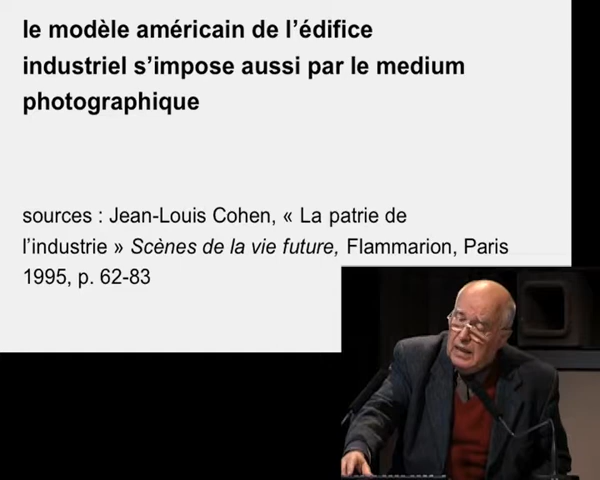 le modèle américain de l’édifice
industriel s’impose aussi par le medium
photographique
sources : Jean-Louis Cohen, « La patrie de
l’industrie » Scènes de la vie future, Flammarion, Paris
1995, p. 62-83